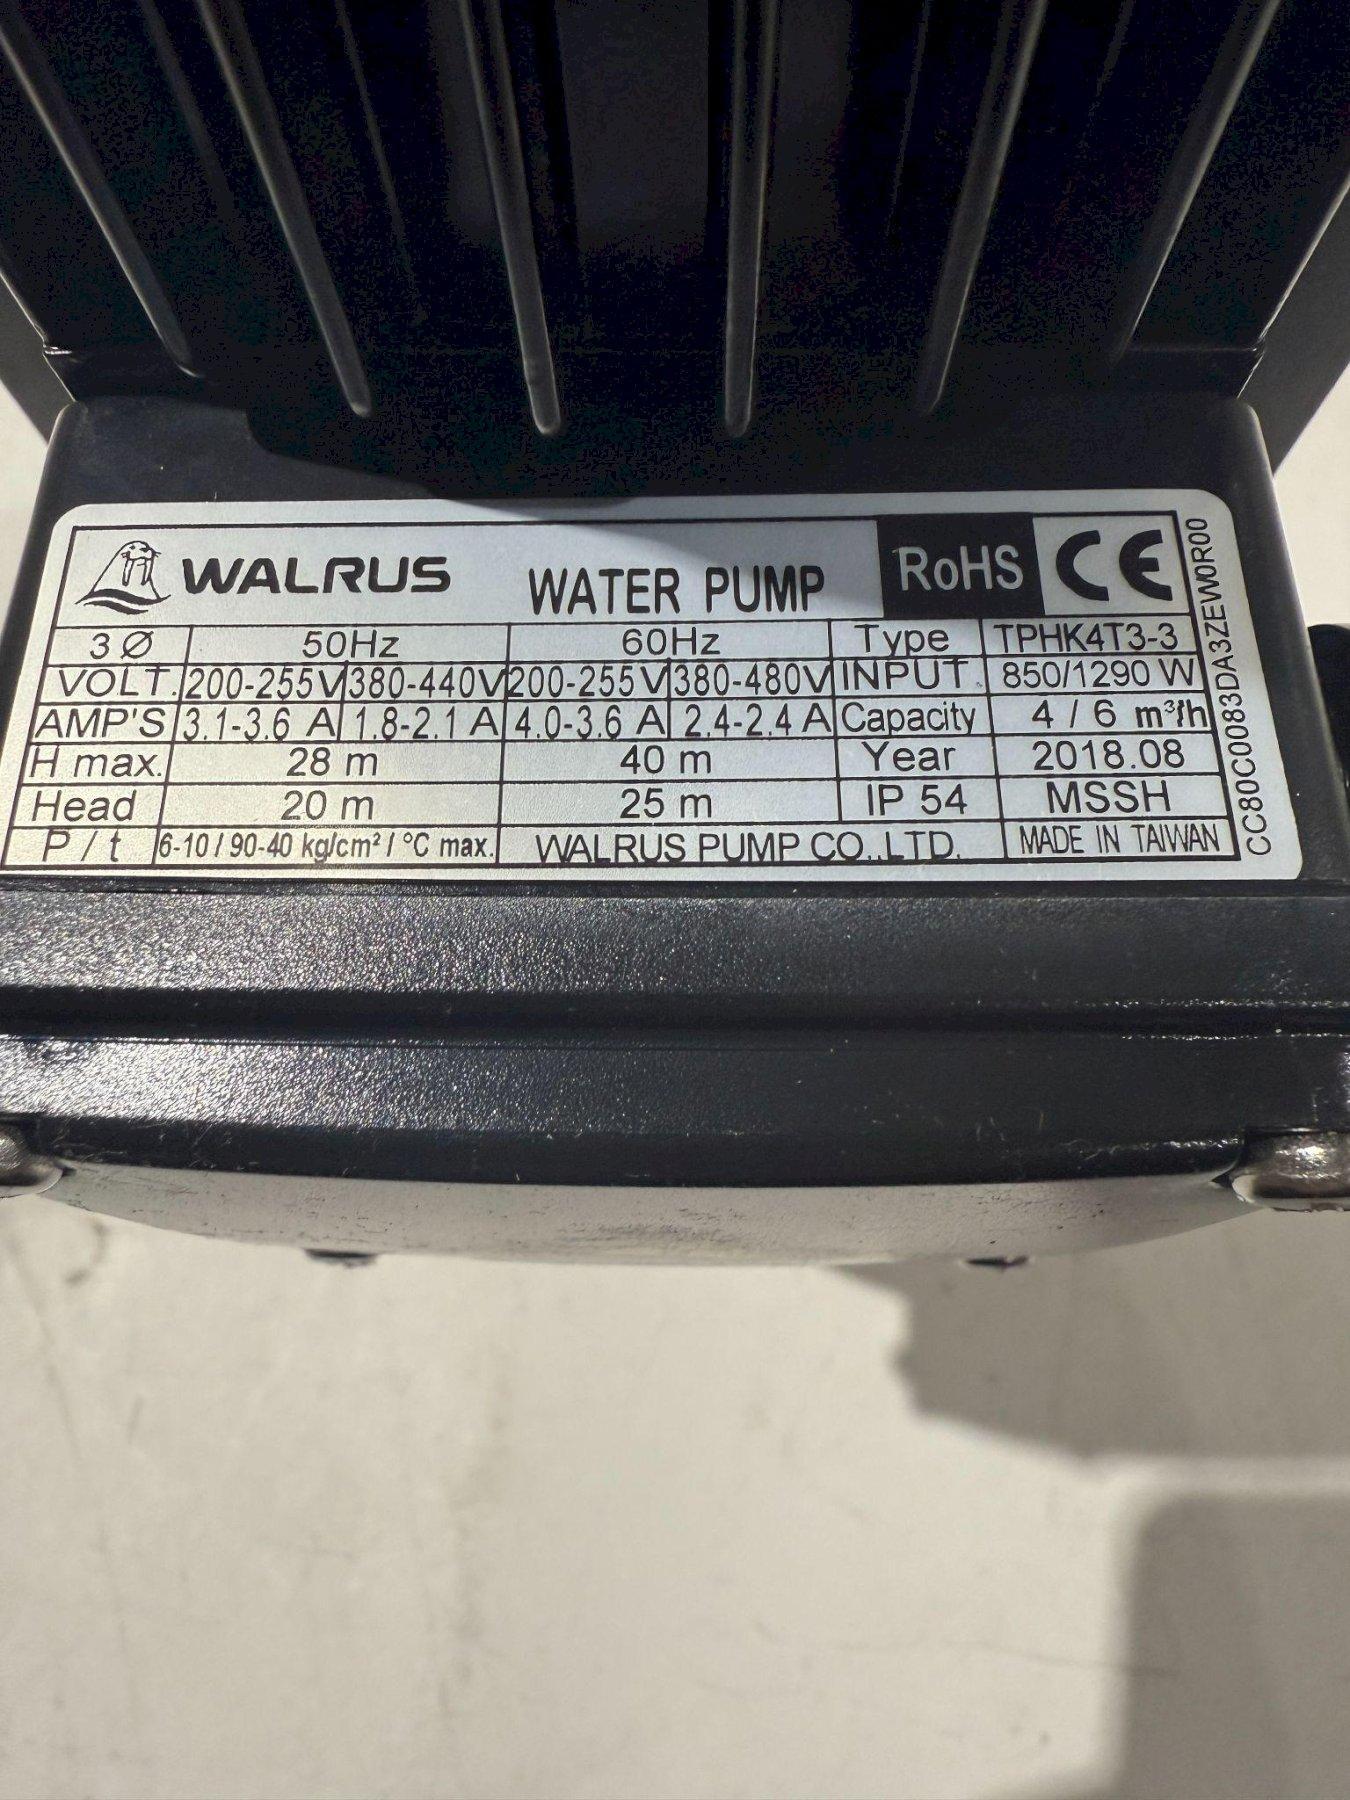 WALRUS WATER PUMP RoHS CE
3 Ø 50Hz 60Hz Type TPHK4T3-3
VOLT. 200-255V 380-440V 200-255V 380-480V INPUT. 850/1290 W
AMP'S 3.1-3.6 A 1.8-2.1 A 4.0-3.6 A 2.4-2.4 A Capacity 4 / 6 m³/h
H max. 28 m 40 m Year 2018.08
Head 20 m 25 m IP 54 MSSH
P / t 6-10 / 90-40 kg/cm² / °C max. WALRUS PUMP CO.,LTD. MADE IN TAIWAN
CC80C0083DA3ZEVW0R00